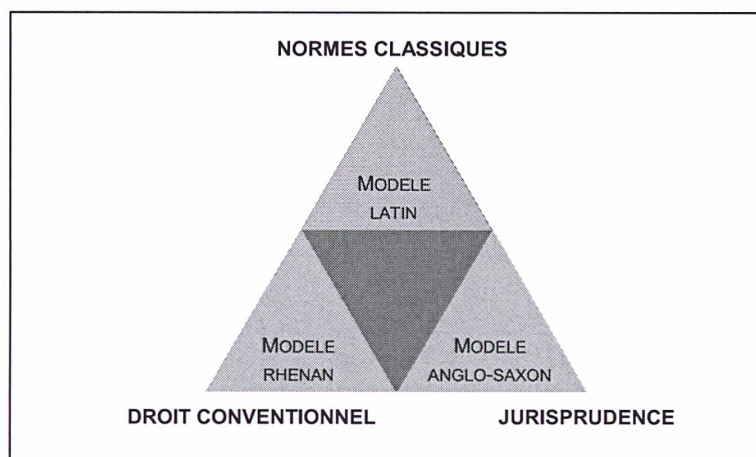 NORMES CLASSIQUES
MODELE
LATIN
MODELE
RHENAN
MODELE
ANGLO-SAXON
DROIT CONVENTIONNEL
JURISPRUDENCE